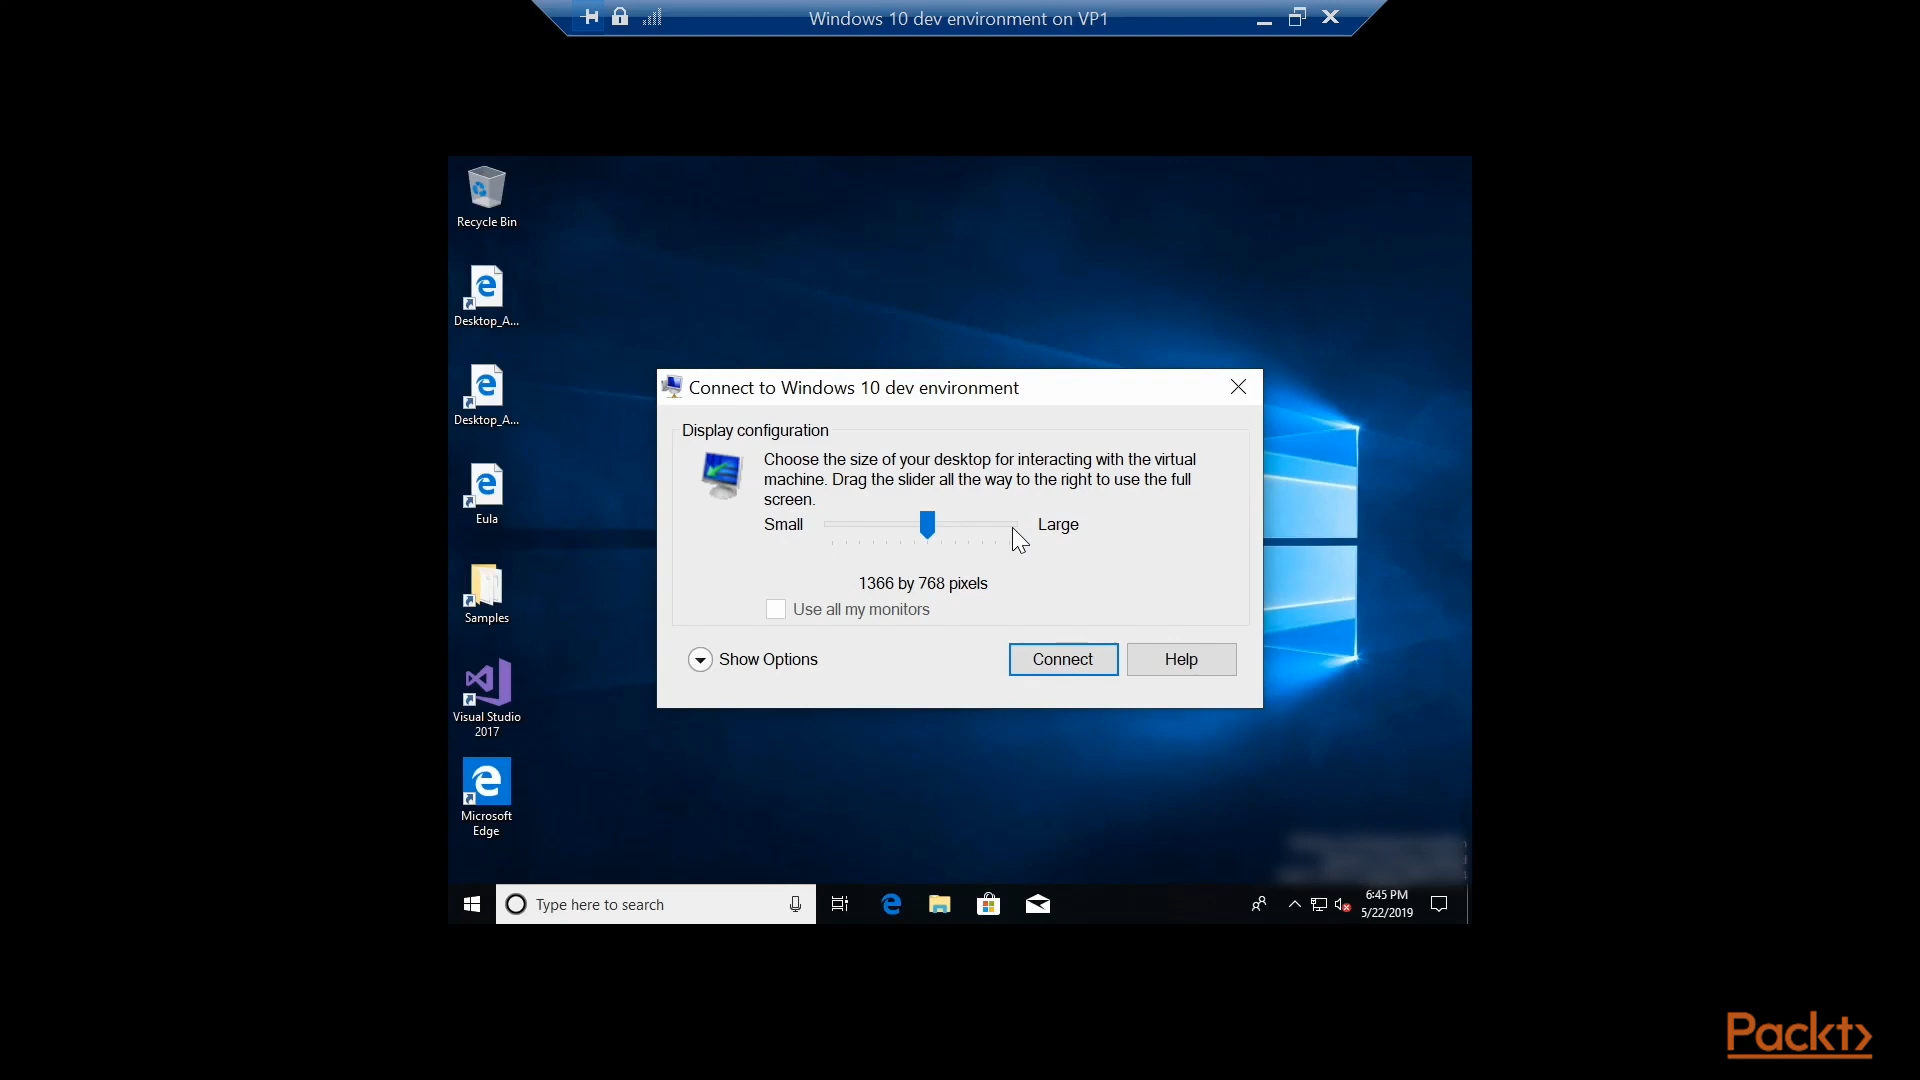 Windows 10 dev environment on VP1
Recycle Bin
Desktop_A...
Desktop_A...
Eula
Samples
Visual Studio
2017
Microsoft
Edge
Connect to Windows 10 dev environment
Display configuration
Choose the size of your desktop for interacting with the virtual
machine. Drag the slider all the way to the right to use the full
screen.
Small
Large
1366 by 768 pixels
Use all my monitors
Show Options
Connect
Help
Type here to search
6:45 PM
5/22/2019
Packt>